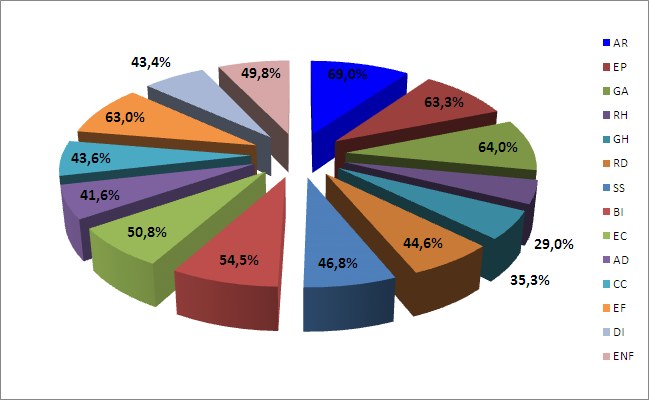 69,0%
63,3%
64,0%
29,0%
35,3%
44,6%
46,8%
54,5%
50,8%
41,6%
43,6%
63,0%
43,4%
49,8%
AR
EP
GA
RH
GH
RD
SS
BI
EC
AD
CC
EF
DI
ENF